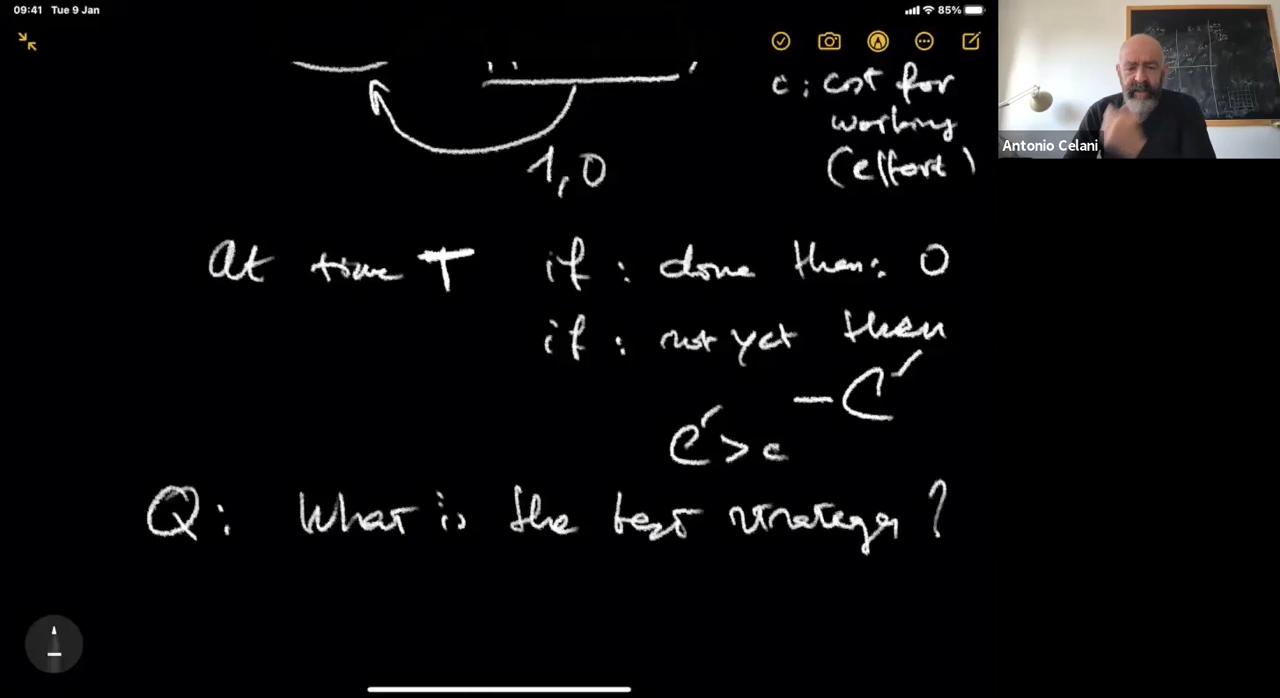 09:41 Tue 9 Jan
85%
c : cost for
working
(effort)
1, 0
Antonio Celani
At time T if : done then : 0
if : not yet then
- C'
C' > c
Q : What is the best strategy ?